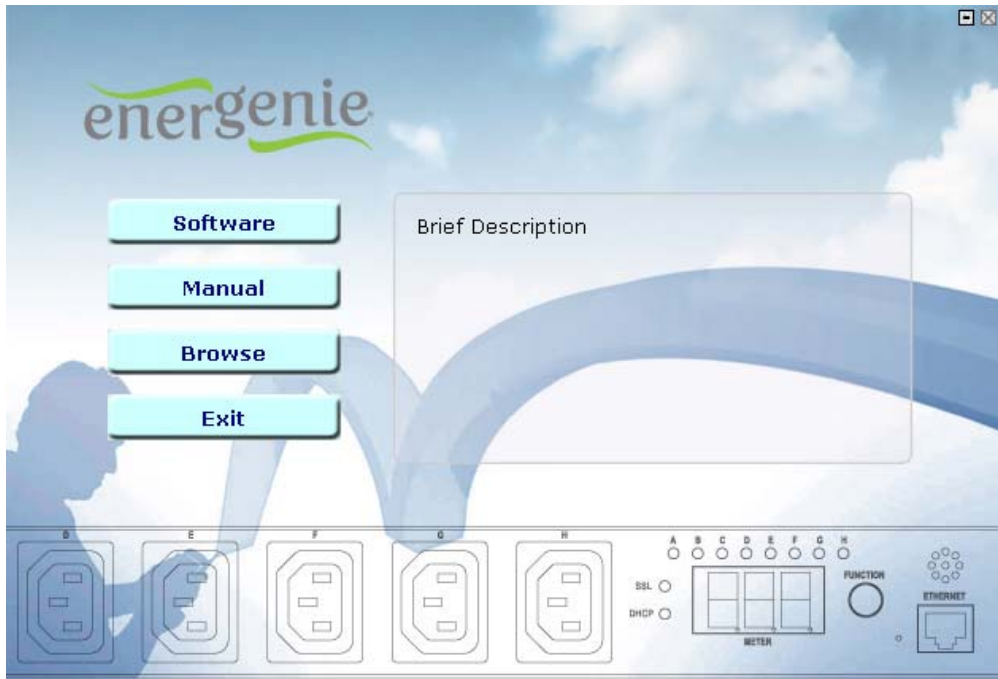 energenie
Software
Brief Description
Manual
Browse
Exit
D E F G H
A B C D E F G H
SSL
DHCP
FUNCTION
METER
ETHERNET